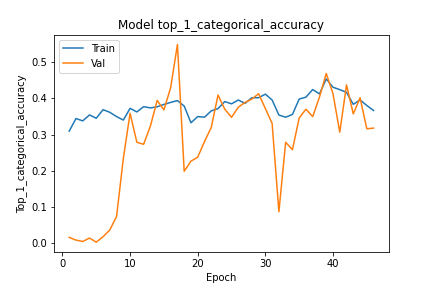 Model top_1_categorical_accuracy
Train
Val
Top_1_categorical_accuracy
0.5
0.4
0.3
0.2
0.1
0.0
0 10 20 30 40
Epoch